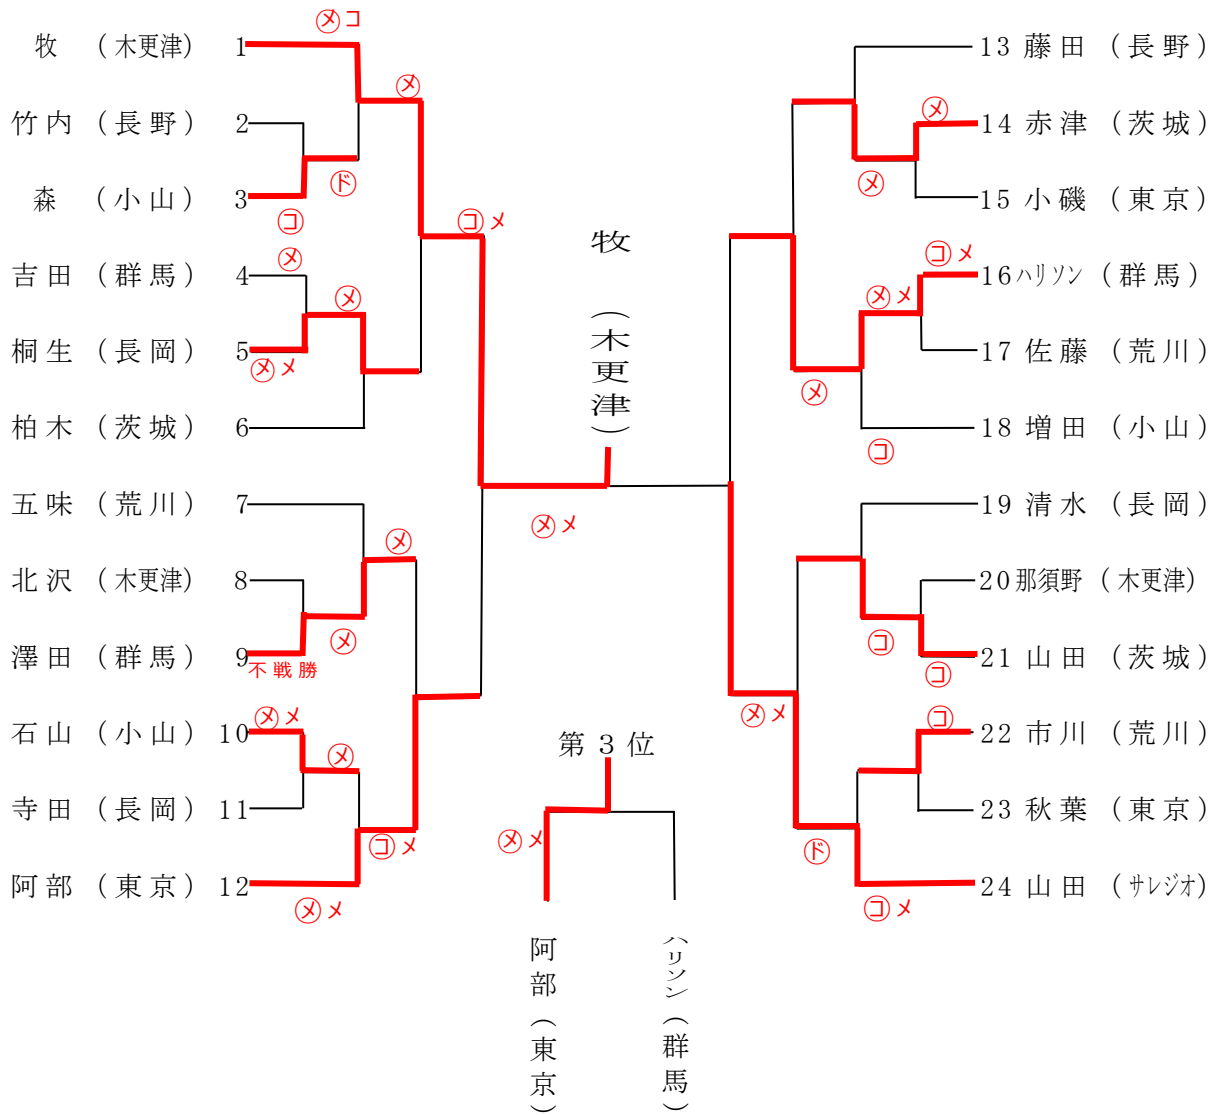 ㋱コ
牧 （木更津） 1
㋱
竹内 （長野） 2
㋣゙
森 （小山） 3
㋙
㋙メ
吉田 （群馬） 4
㋱
㋱
桐生 （長岡） 5
㋱メ
柏木 （茨城） 6
五味 （荒川） 7
㋱
北沢 （木更津） 8
㋱
澤田 （群馬） 9
不戦勝
石山 （小山） 10
㋱メ
㋱
寺田 （長岡） 11
㋙メ
阿部 （東京） 12
㋱メ
牧 （木更津）
㋱メ
第3位
㋱メ
阿部（東京）
ハリソン（群馬）
13 藤田 （長野）
㋱
14 赤津 （茨城）
㋱
15 小磯 （東京）
㋙メ
16 ハリソン （群馬）
㋱メ
17 佐藤 （荒川）
㋱
18 増田 （小山）
㋙
19 清水 （長岡）
20 那須野 （木更津）
㋙
21 山田 （茨城）
㋙
㋱メ
㋙
22 市川 （荒川）
23 秋葉 （東京）
㋣゙
24 山田 （サレジオ）
㋙メ